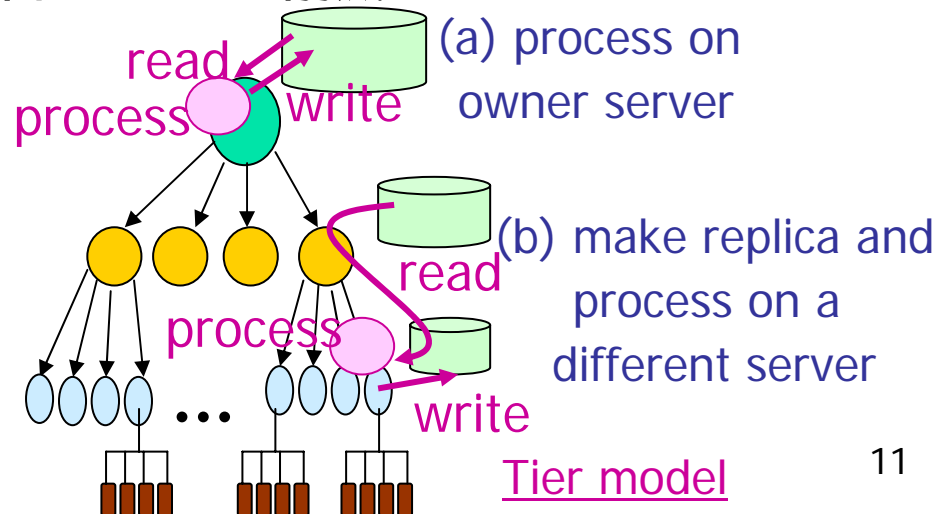 (a) process on
owner server
read
process
write
(b) make replica and
process on a
different server
read
process
write
...
Tier model
11